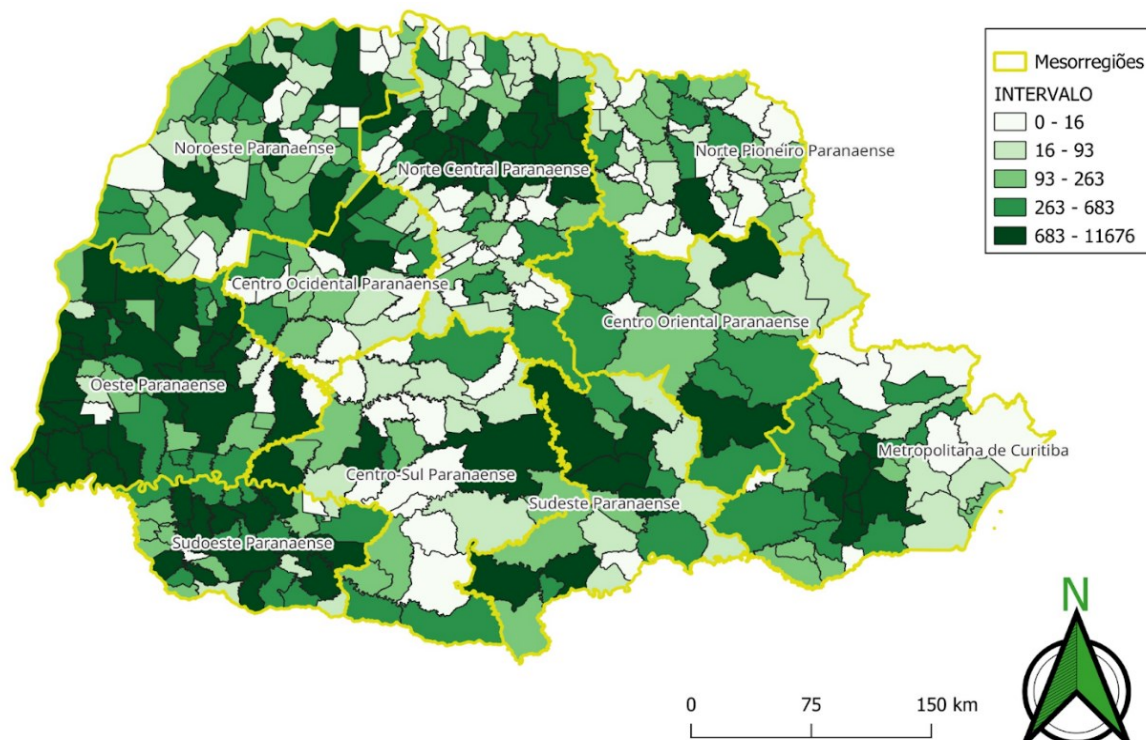 Mesorregiões
INTERVALO
0 - 16
16 - 93
93 - 263
263 - 683
683 - 11676
Noroeste Paranaense
Norte Pioneiro Paranaense
Norte Central Paranaense
Centro Ocidental Paranaense
Centro Oriental Paranaense
Oeste Paranaense
Metropolitana de Curitiba
Centro-Sul Paranaense
Sudeste Paranaense
Sudoeste Paranaense
N
0 75 150 km